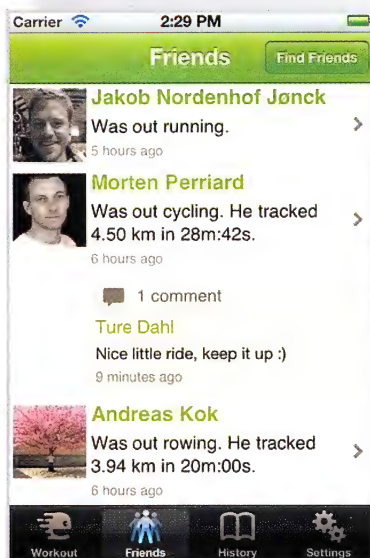 Carrier 2:29 PM
Friends Find Friends
Jakob Nordenhof Jønck
Was out running.
5 hours ago
Morten Perriard
Was out cycling. He tracked
4.50 km in 28m:42s.
6 hours ago
1 comment
Ture Dahl
Nice little ride, keep it up :)
9 minutes ago
Andreas Kok
Was out rowing. He tracked
3.94 km in 20m:00s.
6 hours ago
Workout Friends History Settings